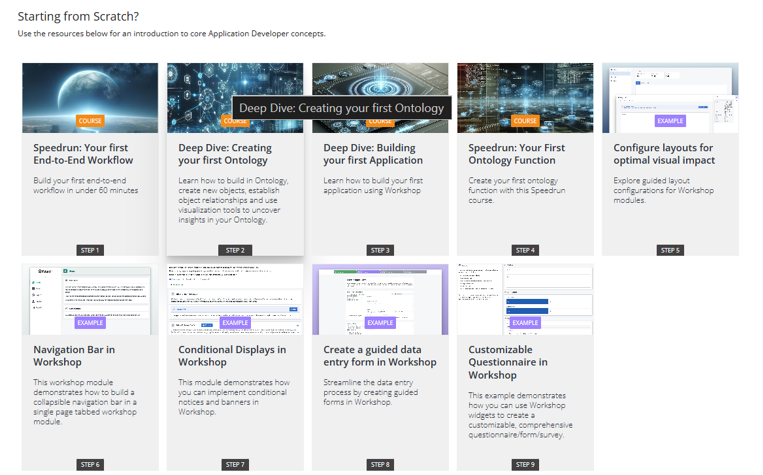 Starting from Scratch?
Use the resources below for an introduction to core Application Developer concepts.
COURSE
Speedrun: Your first
End-to-End Workflow
Build your first end-to-end
workflow in under 60 minutes
STEP 1
Deep Dive: Creating your first Ontology
COURSE
Deep Dive: Creating
your first Ontology
Learn how to build in Ontology,
create new objects, establish
object relationships and use
visualization tools to uncover
insights in your Ontology.
STEP 2
COURSE
Deep Dive: Building
your first Application
Learn how to build your first
application using Workshop
STEP 3
COURSE
Speedrun: Your First
Ontology Function
Create your first ontology
function with this Speedrun
course.
STEP 4
EXAMPLE
Configure layouts for
optimal visual impact
Explore guided layout
configurations for Workshop
modules.
STEP 5
EXAMPLE
Navigation Bar in
Workshop
This workshop module
demonstrates how to build a
collapsible navigation bar in a
single page tabbed workshop
module.
STEP 6
EXAMPLE
Conditional Displays in
Workshop
This module demonstrates how
you can implement conditional
notices and banners in
Workshop.
STEP 7
EXAMPLE
Create a guided data
entry form in Workshop
Streamline the data entry
process by creating guided
forms in Workshop.
STEP 8
EXAMPLE
Customizable
Questionnaire in
Workshop
This example demonstrates
how you can use Workshop
widgets to create a
customizable, comprehensive
questionnaire/form/survey.
STEP 9